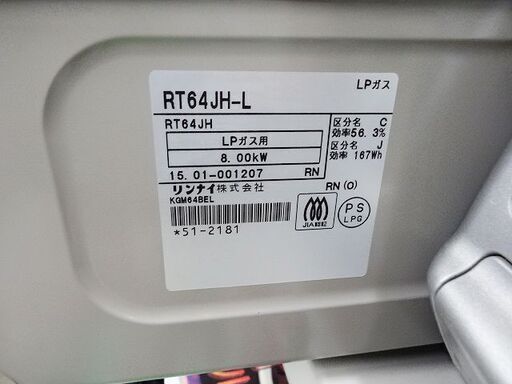 LPガス
RT64JH-L
RT64JH
LPガス用
8.00kW
区分名 C
効率56.3%
区分名 J
効率 167Wh
15.01-001207 RN
リンナイ株式会社
RN(O)
KGM64BEL
JIA認証
PS
LPG
*51-2181